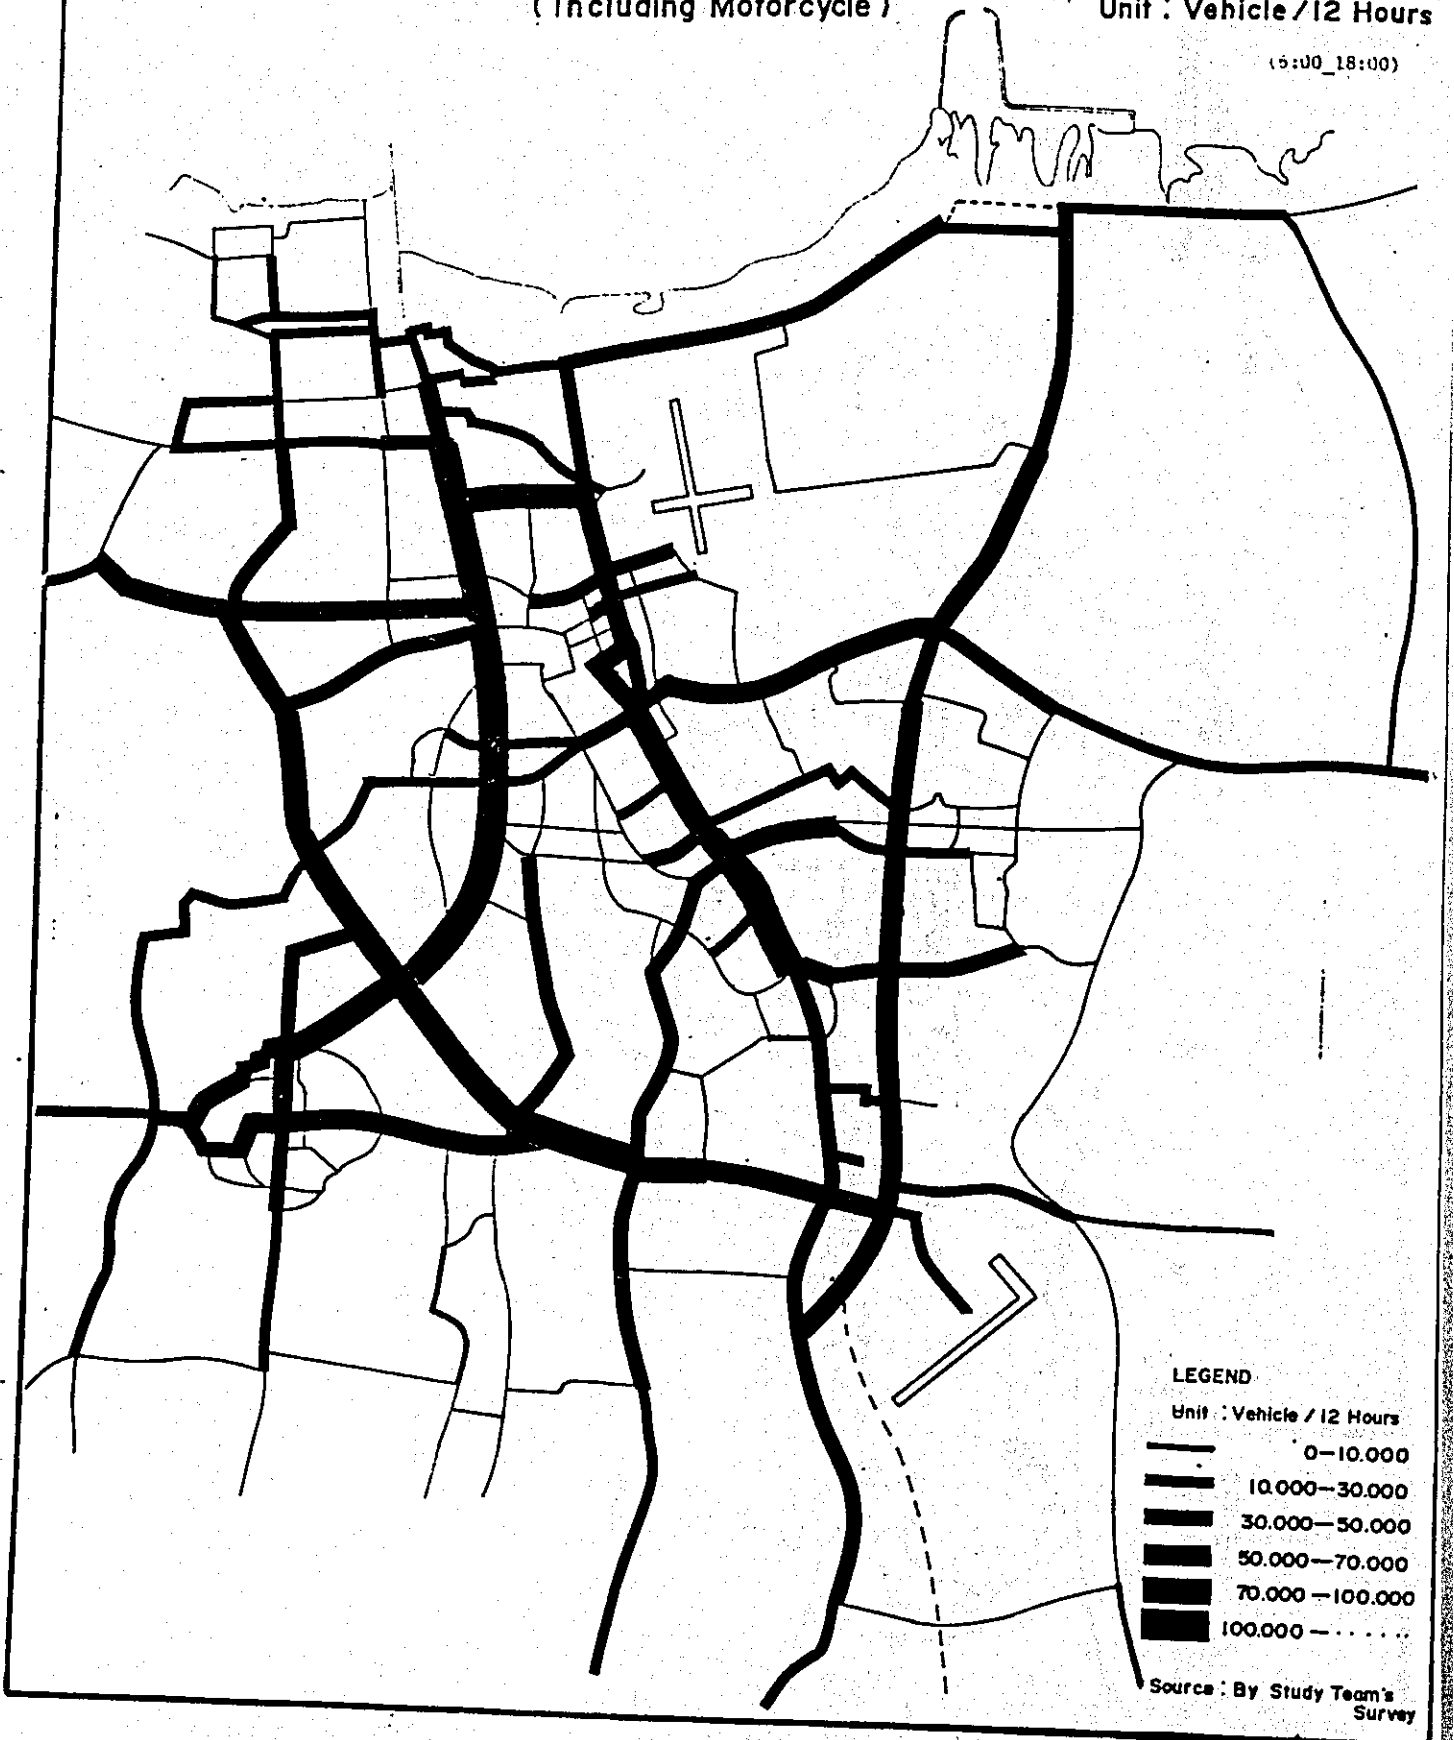 (Including Motorcycle)
Unit : Vehicle/12 Hours
(6:00_18:00)
LEGEND
Unit : Vehicle / 12 Hours
0—10.000
10.000—30.000
30.000—50.000
50.000—70.000
70.000—100.000
100.000—······
Source : By Study Team's
Survey